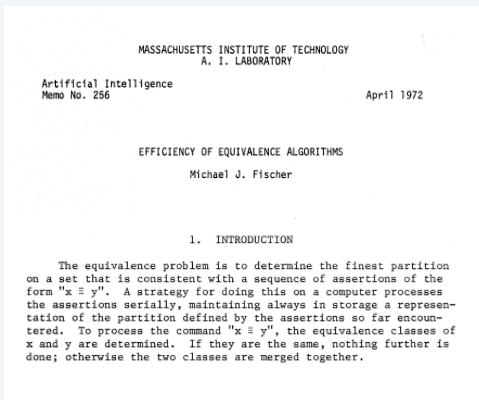 MASSACHUSETTS INSTITUTE OF TECHNOLOGY
A. I. LABORATORY
Artificial Intelligence
Memo No. 256 April 1972
EFFICIENCY OF EQUIVALENCE ALGORITHMS
Michael J. Fischer
1. INTRODUCTION
The equivalence problem is to determine the finest partition
on a set that is consistent with a sequence of assertions of the
form "x ≡ y". A strategy for doing this on a computer processes
the assertions serially, maintaining always in storage a represen-
tation of the partition defined by the assertions so far encoun-
tered. To process the command "x ≡ y", the equivalence classes of
x and y are determined. If they are the same, nothing further is
done; otherwise the two classes are merged together.